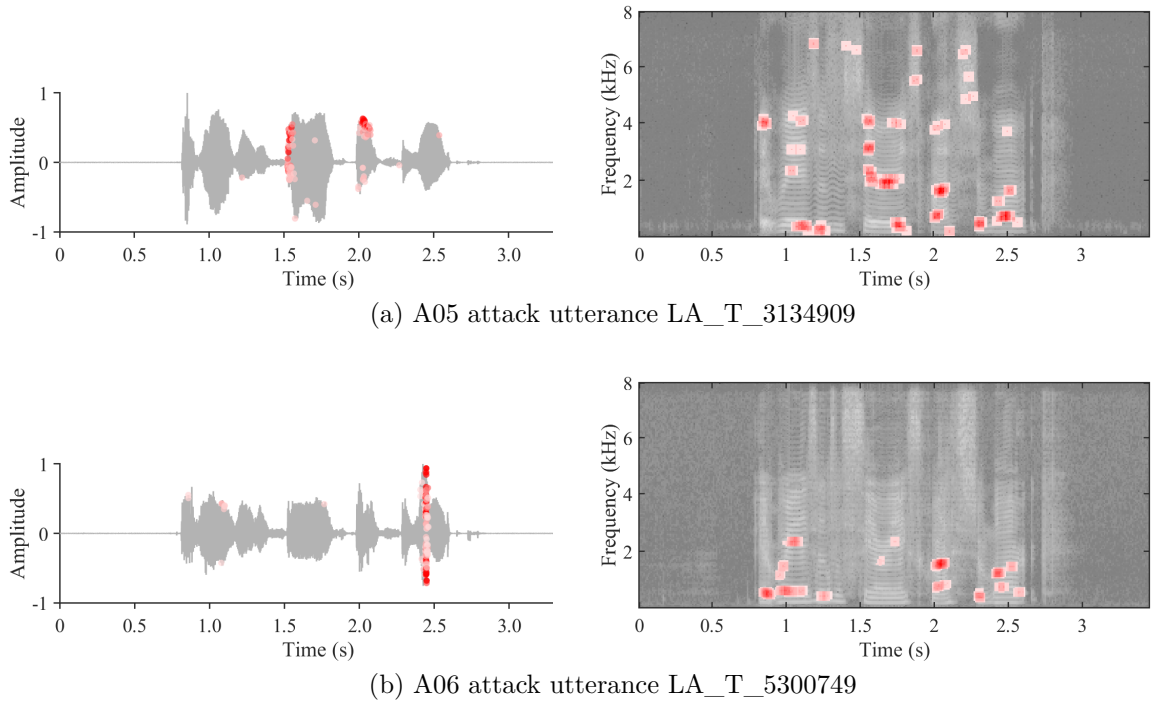 1
0
-1
Amplitude
0 0.5 1.0 1.5 2.0 2.5 3.0
Time (s)
8
6
4
2
Frequency (kHz)
0 0.5 1 1.5 2 2.5 3
Time (s)
(a) A05 attack utterance LA_T_3134909
1
0
-1
Amplitude
0 0.5 1.0 1.5 2.0 2.5 3.0
Time (s)
8
6
4
2
Frequency (kHz)
0 0.5 1 1.5 2 2.5 3
Time (s)
(b) A06 attack utterance LA_T_5300749